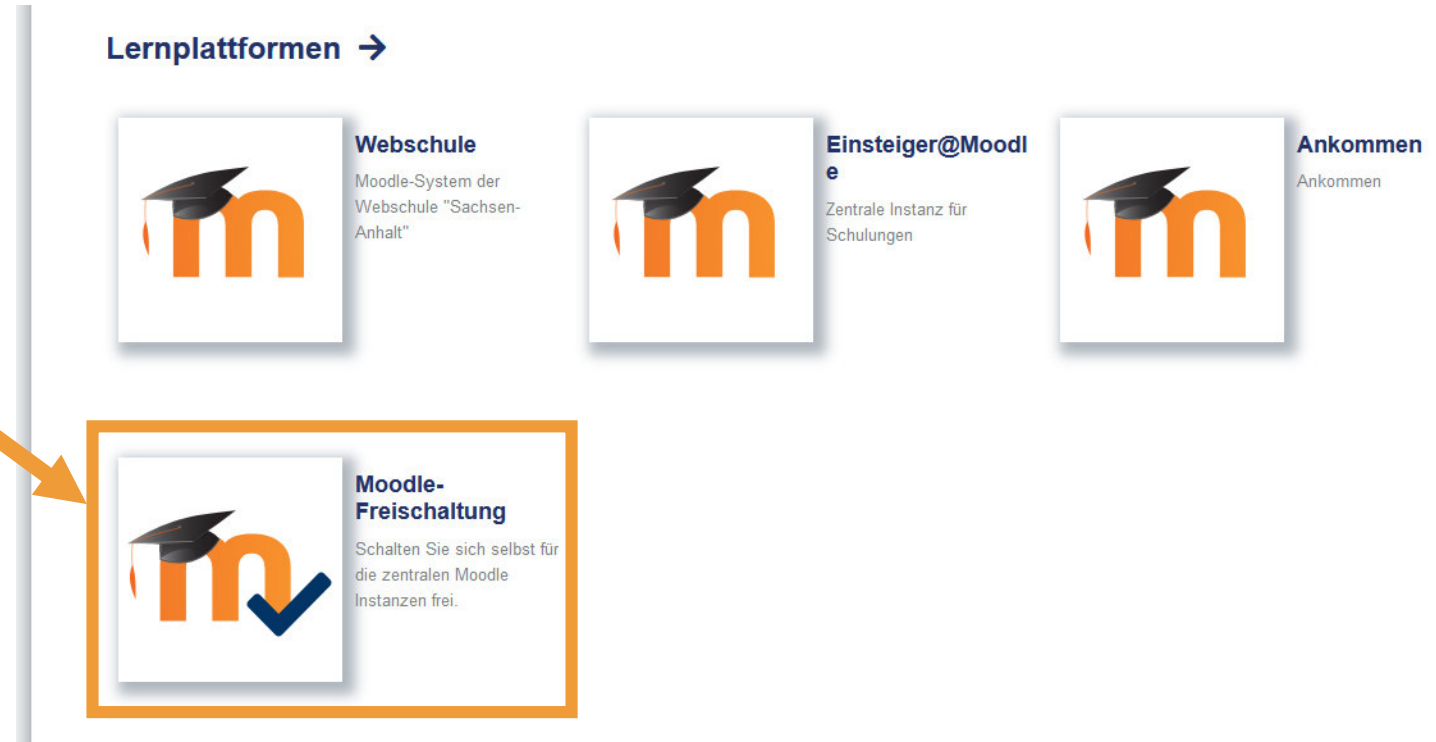 Lernplattformen →
Webschule
Moodle-System der
Webschule "Sachsen-
Anhalt"
Einsteiger@Moodl
e
Zentrale Instanz für
Schulungen
Ankommen
Ankommen
Moodle-
Freischaltung
Schalten Sie sich selbst für
die zentralen Moodle
Instanzen frei.